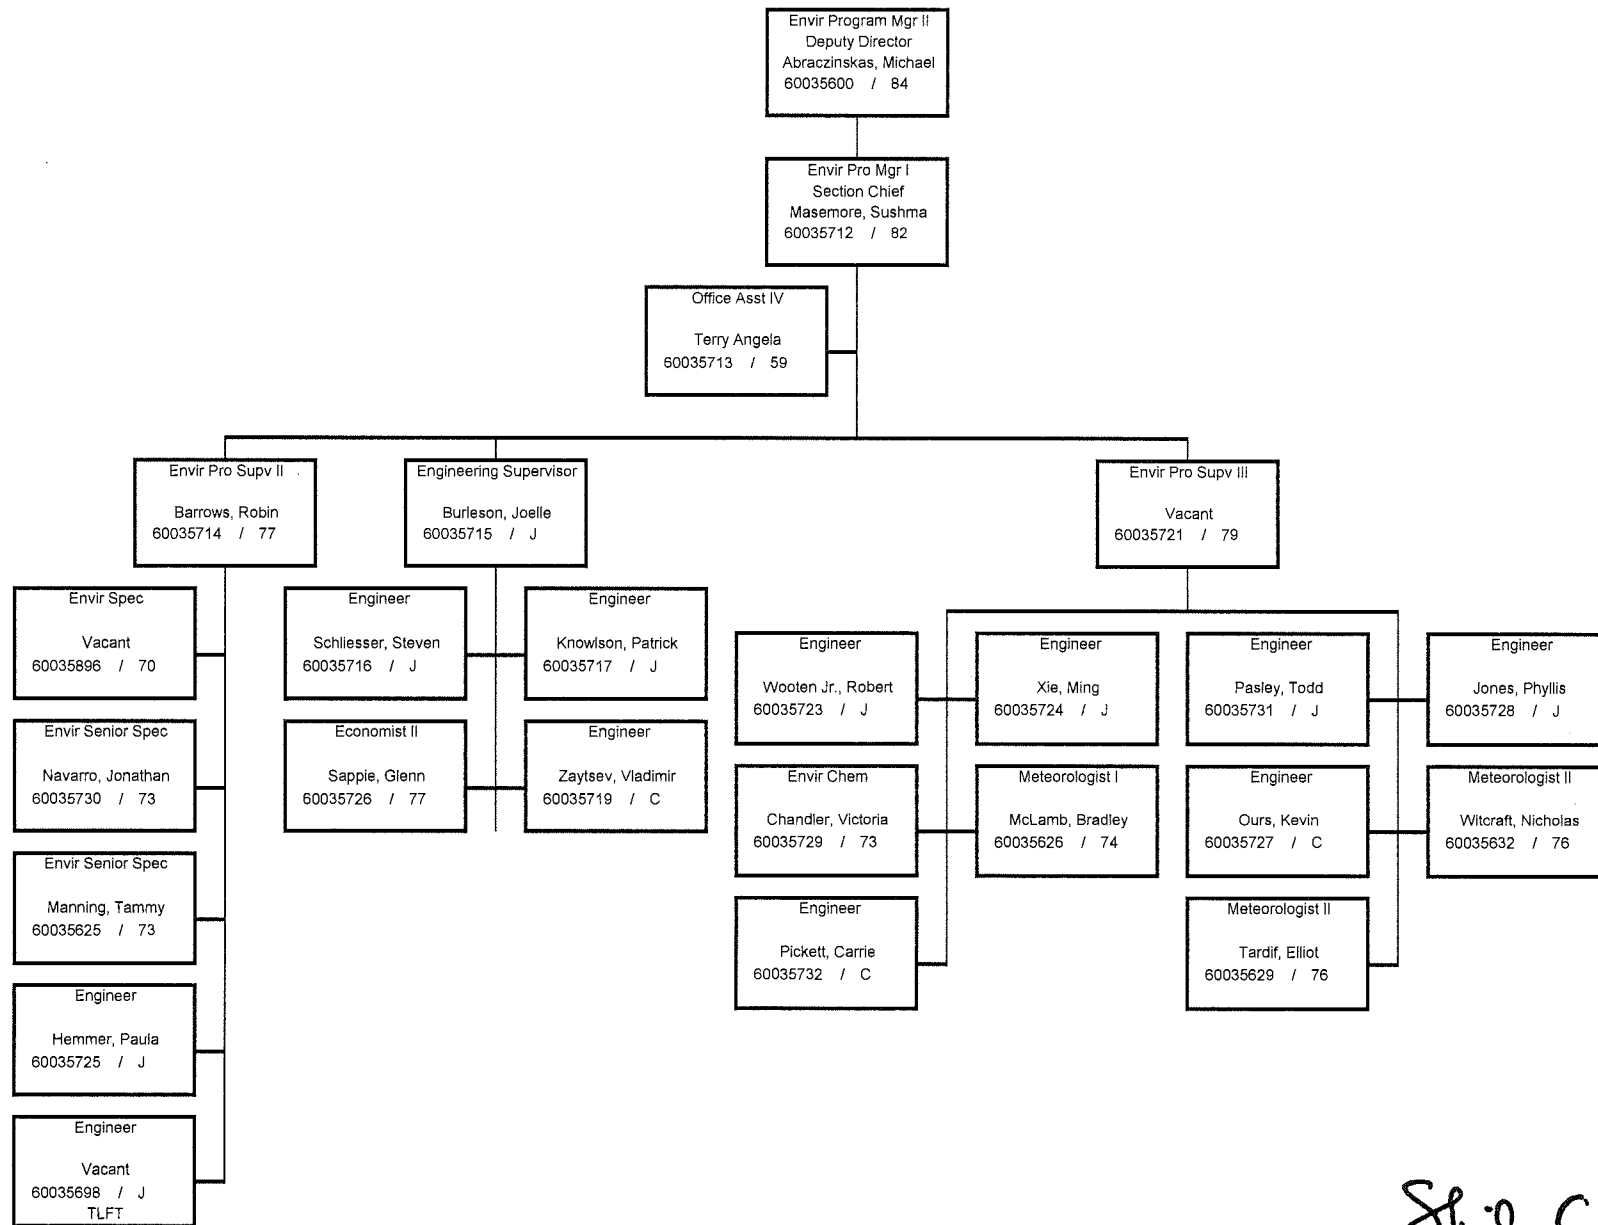 Envir Program Mgr II
Deputy Director
Abraczinskas, Michael
60035600 / 84
Envir Pro Mgr I
Section Chief
Masemore, Sushma
60035712 / 82
Office Asst IV
Terry Angela
60035713 / 59
Envir Pro Supv II
Barrows, Robin
60035714 / 77
Engineering Supervisor
Burleson, Joelle
60035715 / J
Envir Pro Supv III
Vacant
60035721 / 79
Envir Spec
Vacant
60035896 / 70
Envir Senior Spec
Navarro, Jonathan
60035730 / 73
Envir Senior Spec
Manning, Tammy
60035625 / 73
Engineer
Hemmer, Paula
60035725 / J
Engineer
Vacant
60035698 / J
TLFT
Engineer
Schliesser, Steven
60035716 / J
Engineer
Knowlson, Patrick
60035717 / J
Economist II
Sappie, Glenn
60035726 / 77
Engineer
Zaytsev, Vladimir
60035719 / C
Engineer
Wooten Jr., Robert
60035723 / J
Engineer
Xie, Ming
60035724 / J
Envir Chem
Chandler, Victoria
60035729 / 73
Meteorologist I
McLamb, Bradley
60035626 / 74
Engineer
Pickett, Carrie
60035732 / C
Engineer
Pasley, Todd
60035731 / J
Engineer
Jones, Phyllis
60035728 / J
Engineer
Ours, Kevin
60035727 / C
Meteorologist II
Witcraft, Nicholas
60035632 / 76
Meteorologist II
Tardif, Elliot
60035629 / 76